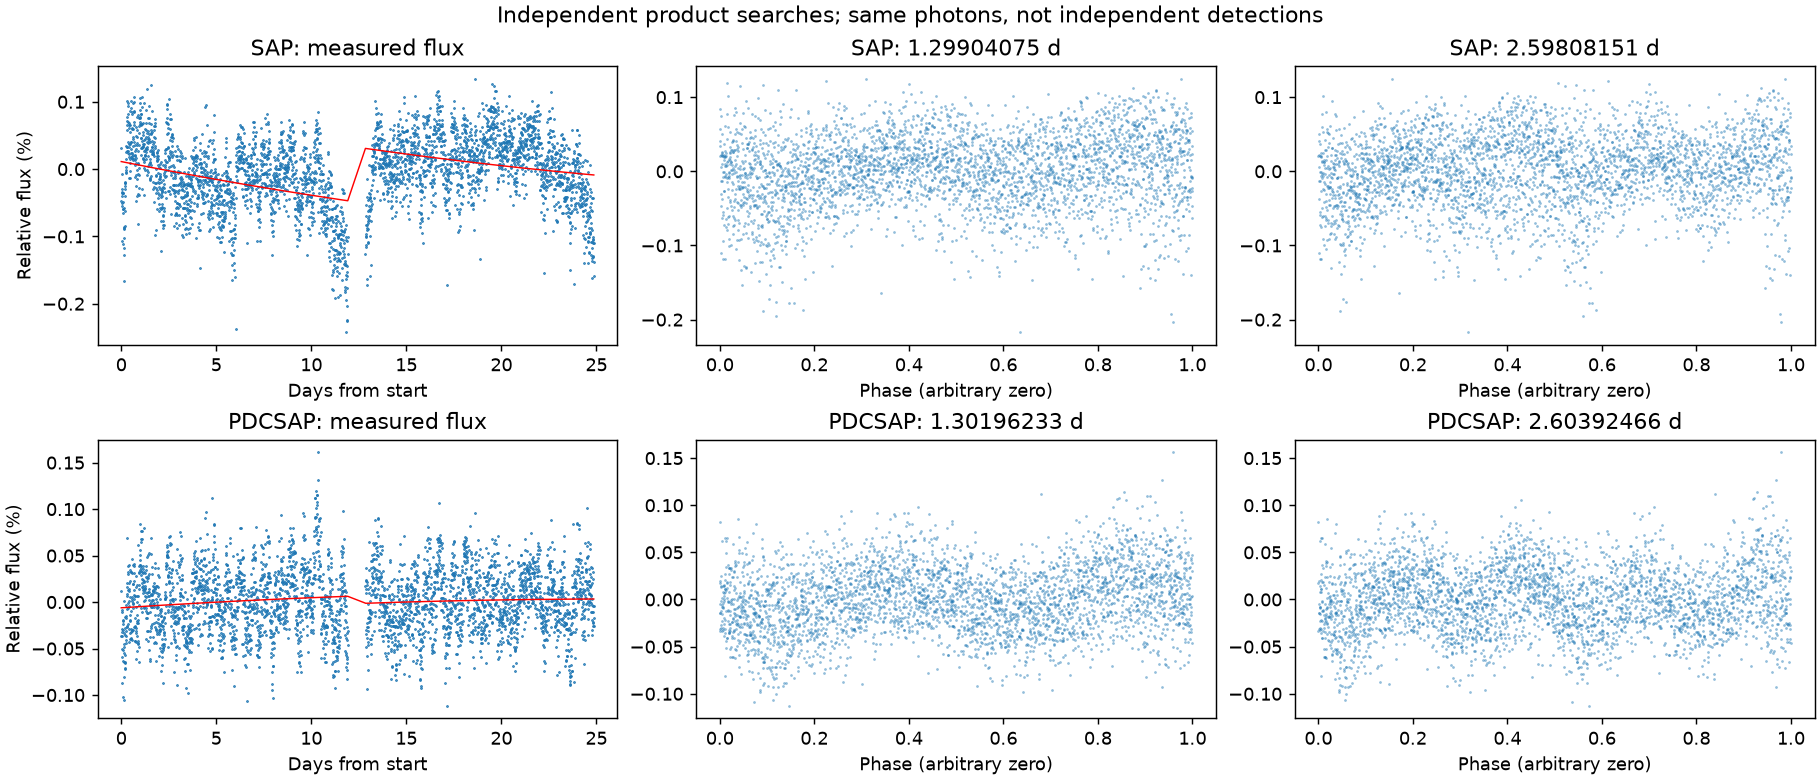 Independent product searches; same photons, not independent detections
SAP: measured flux
SAP: 1.29904075 d
SAP: 2.59808151 d
Relative flux (%)
0.1
0.0
−0.1
−0.2
0.1
0.0
−0.1
−0.2
0.1
0.0
−0.1
−0.2
0 5 10 15 20 25
0.0 0.2 0.4 0.6 0.8 1.0
0.0 0.2 0.4 0.6 0.8 1.0
Days from start
Phase (arbitrary zero)
Phase (arbitrary zero)
PDCSAP: measured flux
PDCSAP: 1.30196233 d
PDCSAP: 2.60392466 d
Relative flux (%)
0.15
0.10
0.05
0.00
−0.05
−0.10
0.15
0.10
0.05
0.00
−0.05
−0.10
0.15
0.10
0.05
0.00
−0.05
−0.10
0 5 10 15 20 25
0.0 0.2 0.4 0.6 0.8 1.0
0.0 0.2 0.4 0.6 0.8 1.0
Days from start
Phase (arbitrary zero)
Phase (arbitrary zero)